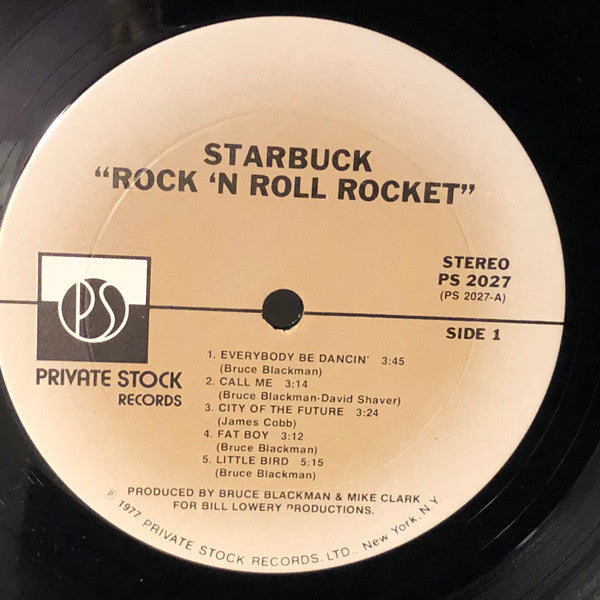 STARBUCK
“ROCK ‘N ROLL ROCKET”
STEREO
PS 2027
(PS 2027-A)
SIDE 1
PS
PRIVATE STOCK
RECORDS
1. EVERYBODY BE DANCIN' 3:45
(Bruce Blackman)
2. CALL ME 3:14
(Bruce Blackman-David Shaver)
3. CITY OF THE FUTURE 3:24
(James Cobb)
4. FAT BOY 3:12
(Bruce Blackman)
5. LITTLE BIRD 5:15
(Bruce Blackman)
PRODUCED BY BRUCE BLACKMAN & MIKE CLARK
FOR BILL LOWERY PRODUCTIONS.
℗ 1977 PRIVATE STOCK RECORDS. LTD., New York, N.Y.